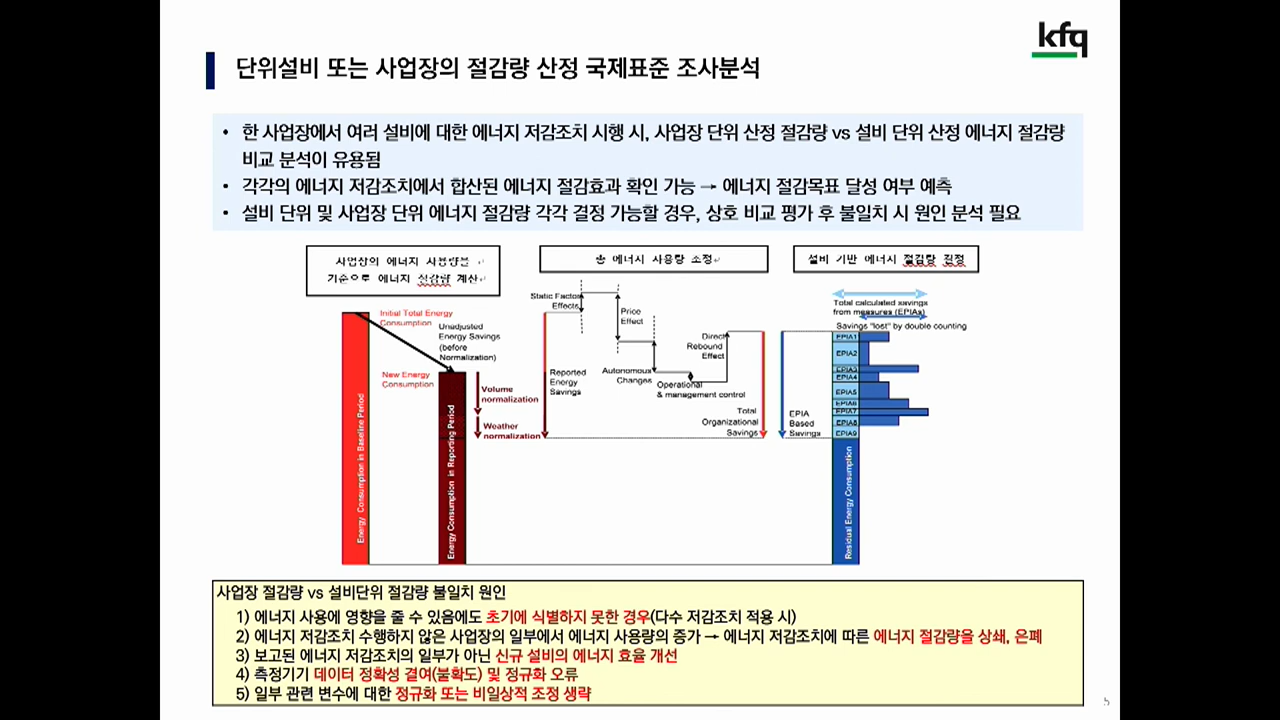 kfq
단위설비 또는 사업장의 절감량 산정 국제표준 조사분석
• 한 사업장에서 여러 설비에 대한 에너지 저감조치 시행 시, 사업장 단위 산정 절감량 vs 설비 단위 산정 에너지 절감량
비교 분석이 유용됨
• 각각의 에너지 저감조치에서 합산된 에너지 절감효과 확인 가능 → 에너지 절감목표 달성 여부 예측
• 설비 단위 및 사업장 단위 에너지 절감량 각각 결정 가능할 경우, 상호 비교 평가 후 불일치 시 원인 분석 필요
사업장의 에너지 사용량을
기준으로 에너지 절감량 계산
총 에너지 사용량 조정
설비 기반 에너지 절감량 결정
Initial Total Energy
Consumption
Unadjusted
Energy Savings
(before
Normalization)
New Energy
Consumption
Volume
normalization
Weather
normalization
Energy Consumption in Baseline Period
Energy Consumption in Reporting Period
Static Factor
Effects
Price
Effect
Reported
Energy
Savings
Autonomous
Changes
Operational
& management control
Direct
Rebound
Effect
Total
Organizational
Savings
EPIA
Based
Savings
Total calculated savings
from measures (EPIAs)
Savings "lost" by double counting
EPIA1
EPIA2
EPIA3
EPIA4
EPIA5
EPIA6
EPIA7
EPIA8
EPIA9
Residual Energy Consumption
사업장 절감량 vs 설비단위 절감량 불일치 원인
1) 에너지 사용에 영향을 줄 수 있음에도 초기에 식별하지 못한 경우(다수 저감조치 적용 시)
2) 에너지 저감조치 수행하지 않은 사업장의 일부에서 에너지 사용량의 증가 → 에너지 저감조치에 따른 에너지 절감량을 상쇄, 은폐
3) 보고된 에너지 저감조치의 일부가 아닌 신규 설비의 에너지 효율 개선
4) 측정기기 데이터 정확성 결여(불확도) 및 정규화 오류
5) 일부 관련 변수에 대한 정규화 또는 비일상적 조정 생략
5